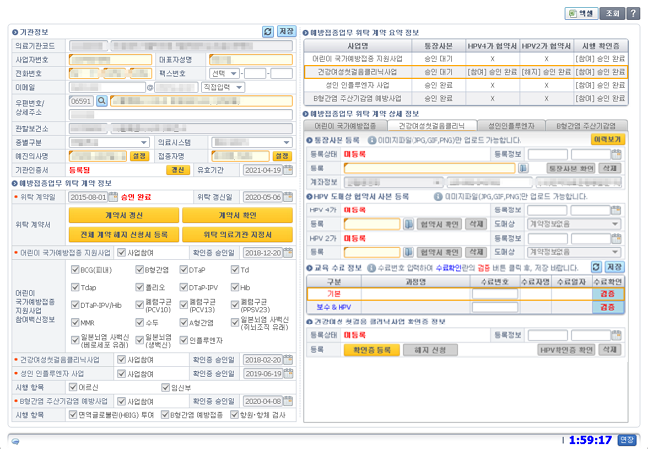 엑셀 조회 ?
기관정보 저장
의료기관코드
사업자번호 대표자성명
전화번호 팩스번호 선택 - -
이메일 @ 직접입력
우편번호/상세주소 06591
관할보건소
종별구분 의료시스템
예진의사명 설정 접종자명 설정
기관인증서 등록됨 갱신 유효기간 2021-04-19
예방접종업무 위탁 계약 정보
위탁 계약일 2015-08-01 승인 완료 위탁 갱신일 2020-05-06
위탁 계약서 계약서 갱신 계약서 확인
전체 계약 해지 신청서 등록 위탁 의료기관 지정서
어린이 국가예방접종 지원사업 사업참여 확인증 승인일 2018-12-20
어린이 국가예방접종 지원사업 참여백신정보
BCG(피내) B형간염 DTaP Td
Tdap 폴리오 DTaP-IPV Hib
DTaP-IPV/Hib 폐렴구균(PCV10) 폐렴구균(PCV13) 폐렴구균(PPSV23)
MMR 수두 A형간염 일본뇌염 사백신(쥐뇌조직 유래)
일본뇌염 사백신(베로세포 유래) 일본뇌염(생백신) 인플루엔자
건강여성첫걸음클리닉사업 사업참여 확인증 승인일 2018-02-20
성인 인플루엔자 사업 사업참여 확인증 승인일 2019-06-19
시행 항목 어르신 임신부
B형간염 주산기감염 예방사업 사업참여 확인증 승인일 2020-04-08
시행 항목 면역글로불린(HBIG) 투여 B형간염 예방접종 항원·항체 검사
예방접종업무 위탁 계약 요약 정보
사업명 통장사본 HPV4가 협약서 HPV2가 협약서 시행 확인증
어린이 국가예방접종 지원사업 승인 대기 X X [참여] 승인 완료
건강여성첫걸음클리닉사업 승인 대기 [참여] 승인 완료 [해지] 승인 완료 [참여] 승인 완료
성인 인플루엔자 사업 승인 대기 X X [참여] 승인 완료
B형간염 주산기감염 예방사업 승인 대기 X X [참여] 승인 완료
예방접종업무 위탁 계약 상세 정보
어린이 국가예방접종 건강여성첫걸음클리닉 성인인플루엔자 B형간염 주산기감염
통장사본 등록 이미지파일(JPG,GIF,PNG)만 업로드 가능합니다. 이력보기
등록상태 미등록 등록정보
등록 통장사본 확인 삭제
계좌정보
HPV 도매상 협약서 사본 등록 이미지파일(JPG,GIF,PNG)만 업로드 가능합니다.
HPV 4가 미등록 등록정보
등록 협약서 확인 삭제 도매상 계약정보없음
HPV 2가 미등록 등록정보
등록 협약서 확인 삭제 도매상 계약정보없음
교육 수료 정보 수료번호 입력하여 수료확인란의 검증 버튼 클릭 후, 저장 바랍니다. 저장
구분 과정명 수료번호 수료자명 수료일자 수료확인
기본 검증
보수 & HPV 검증
건강여성 첫걸음 클리닉사업 확인증 정보
등록상태 미등록 등록정보
등록 확인증 등록 해지 신청 HPV확인증 확인 삭제
1:59:17 연장